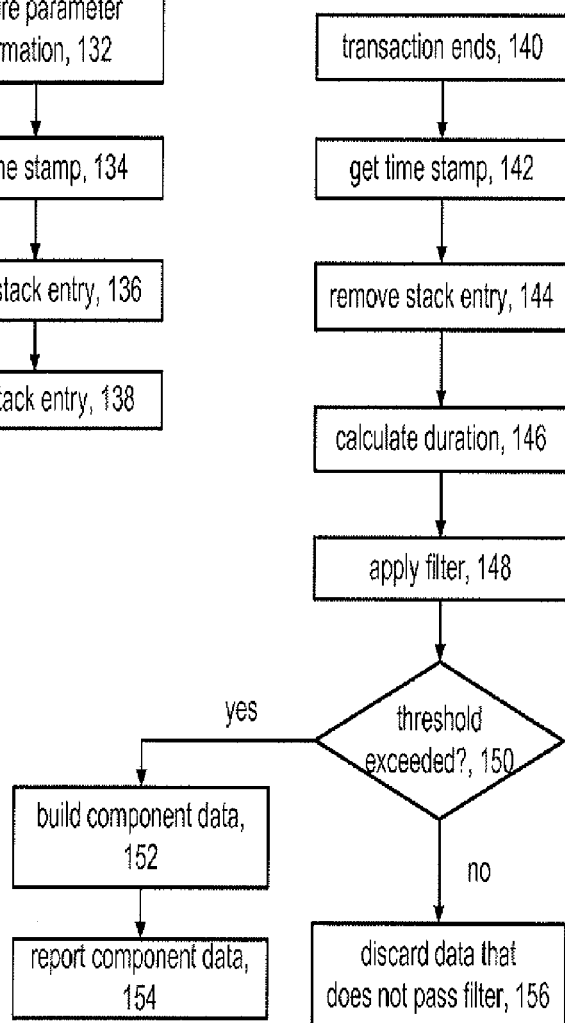 re parameter
rmation, 132
ne stamp, 134
stack entry, 136
tack entry, 138
transaction ends, 140
get time stamp, 142
remove stack entry, 144
calculate duration, 146
apply filter, 148
threshold
exceeded?, 150
yes
build component data,
152
report component data,
154
no
discard data that
does not pass filter, 156